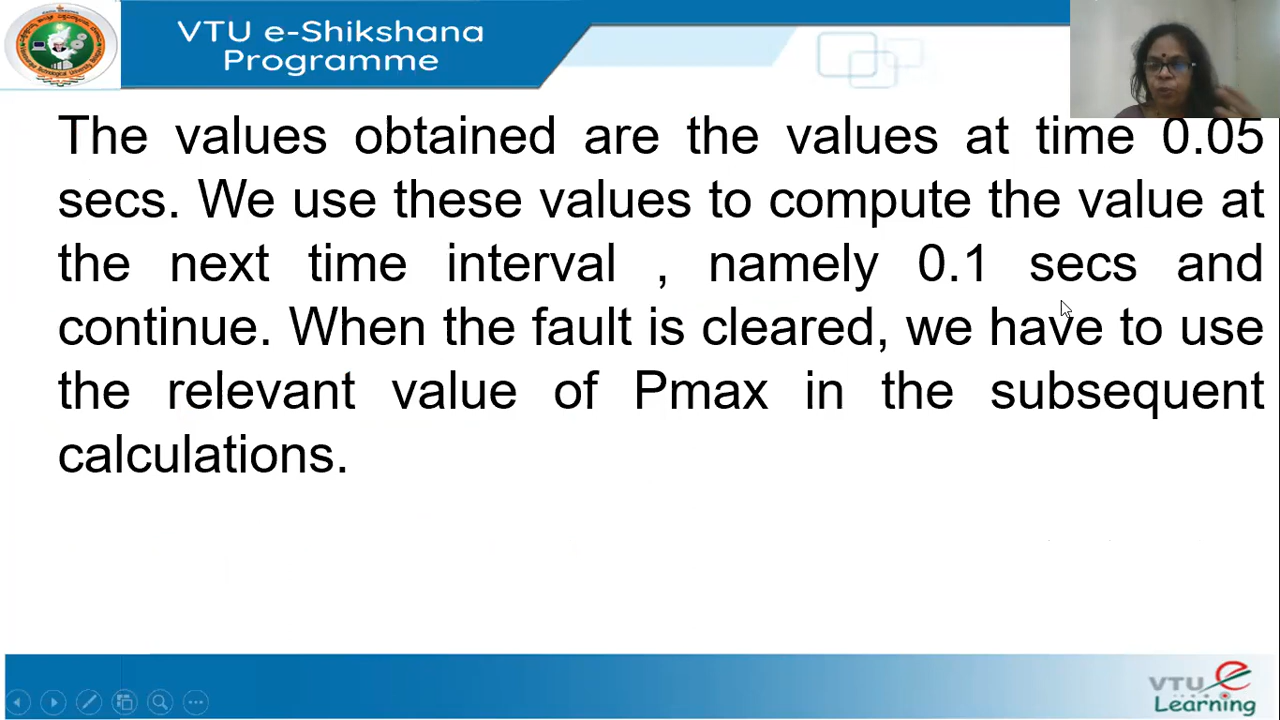 VTU e-Shikshana
Programme
The values obtained are the values at time 0.05
secs. We use these values to compute the value at
the next time interval , namely 0.1 secs and
continue. When the fault is cleared, we have to use
the relevant value of Pmax in the subsequent
calculations.
VTU e
Learning